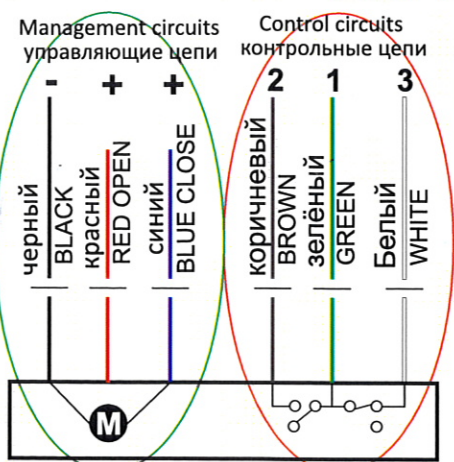 Management circuits
управляющие цепи
- + +
черный
BLACK
красный
RED OPEN
синий
BLUE CLOSE
Control circuits
контрольные цепи
2 1 3
коричневый
BROWN
зелёный
GREEN
Белый
WHITE
M